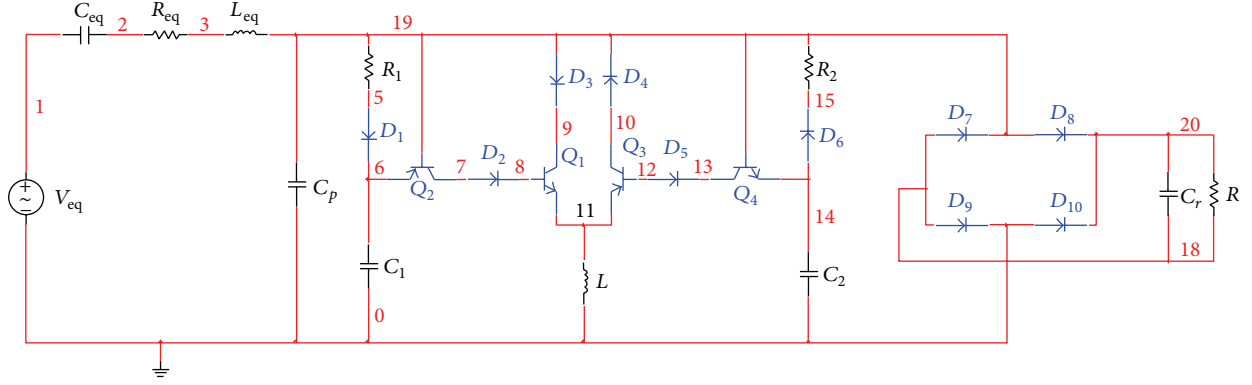 C_eq
2
R_eq
3
L_eq
19
1
V_eq
C_p
R_1
5
D_1
6
Q_2
7
D_2
8
Q_1
C_1
0
D_3
9
D_4
10
Q_3
11
L
12
D_5
13
Q_4
R_2
15
D_6
14
C_2
D_7
D_8
D_9
D_10
20
C_r
R
18
+
~